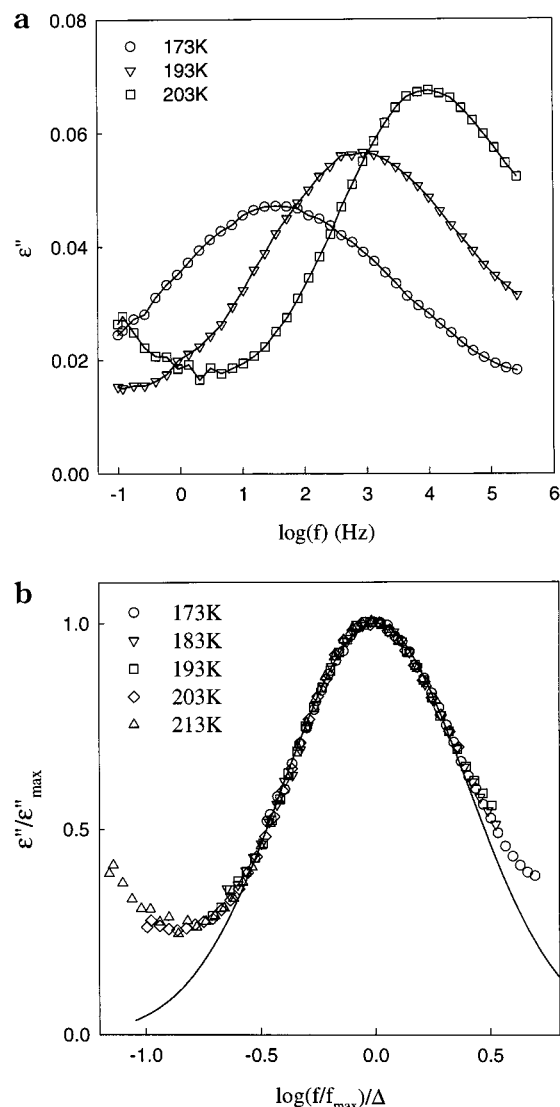 a
0.08
0.06
0.04
0.02
0.00
ε"
173K
193K
203K
-1 0 1 2 3 4 5 6
log(f) (Hz)
b
1.0
0.5
0.0
ε"/ε"max
173K
183K
193K
203K
213K
-1.0 -0.5 0.0 0.5
log(f/fmax)/Δ